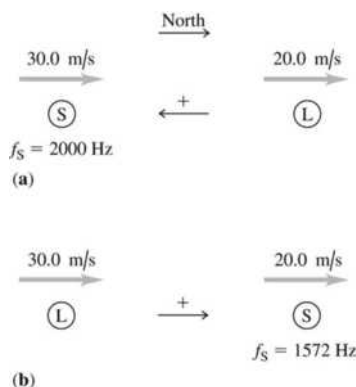 North
30.0 m/s 20.0 m/s
+
S L
fS = 2000 Hz
(a)
30.0 m/s 20.0 m/s
+
L S
fS = 1572 Hz
(b)